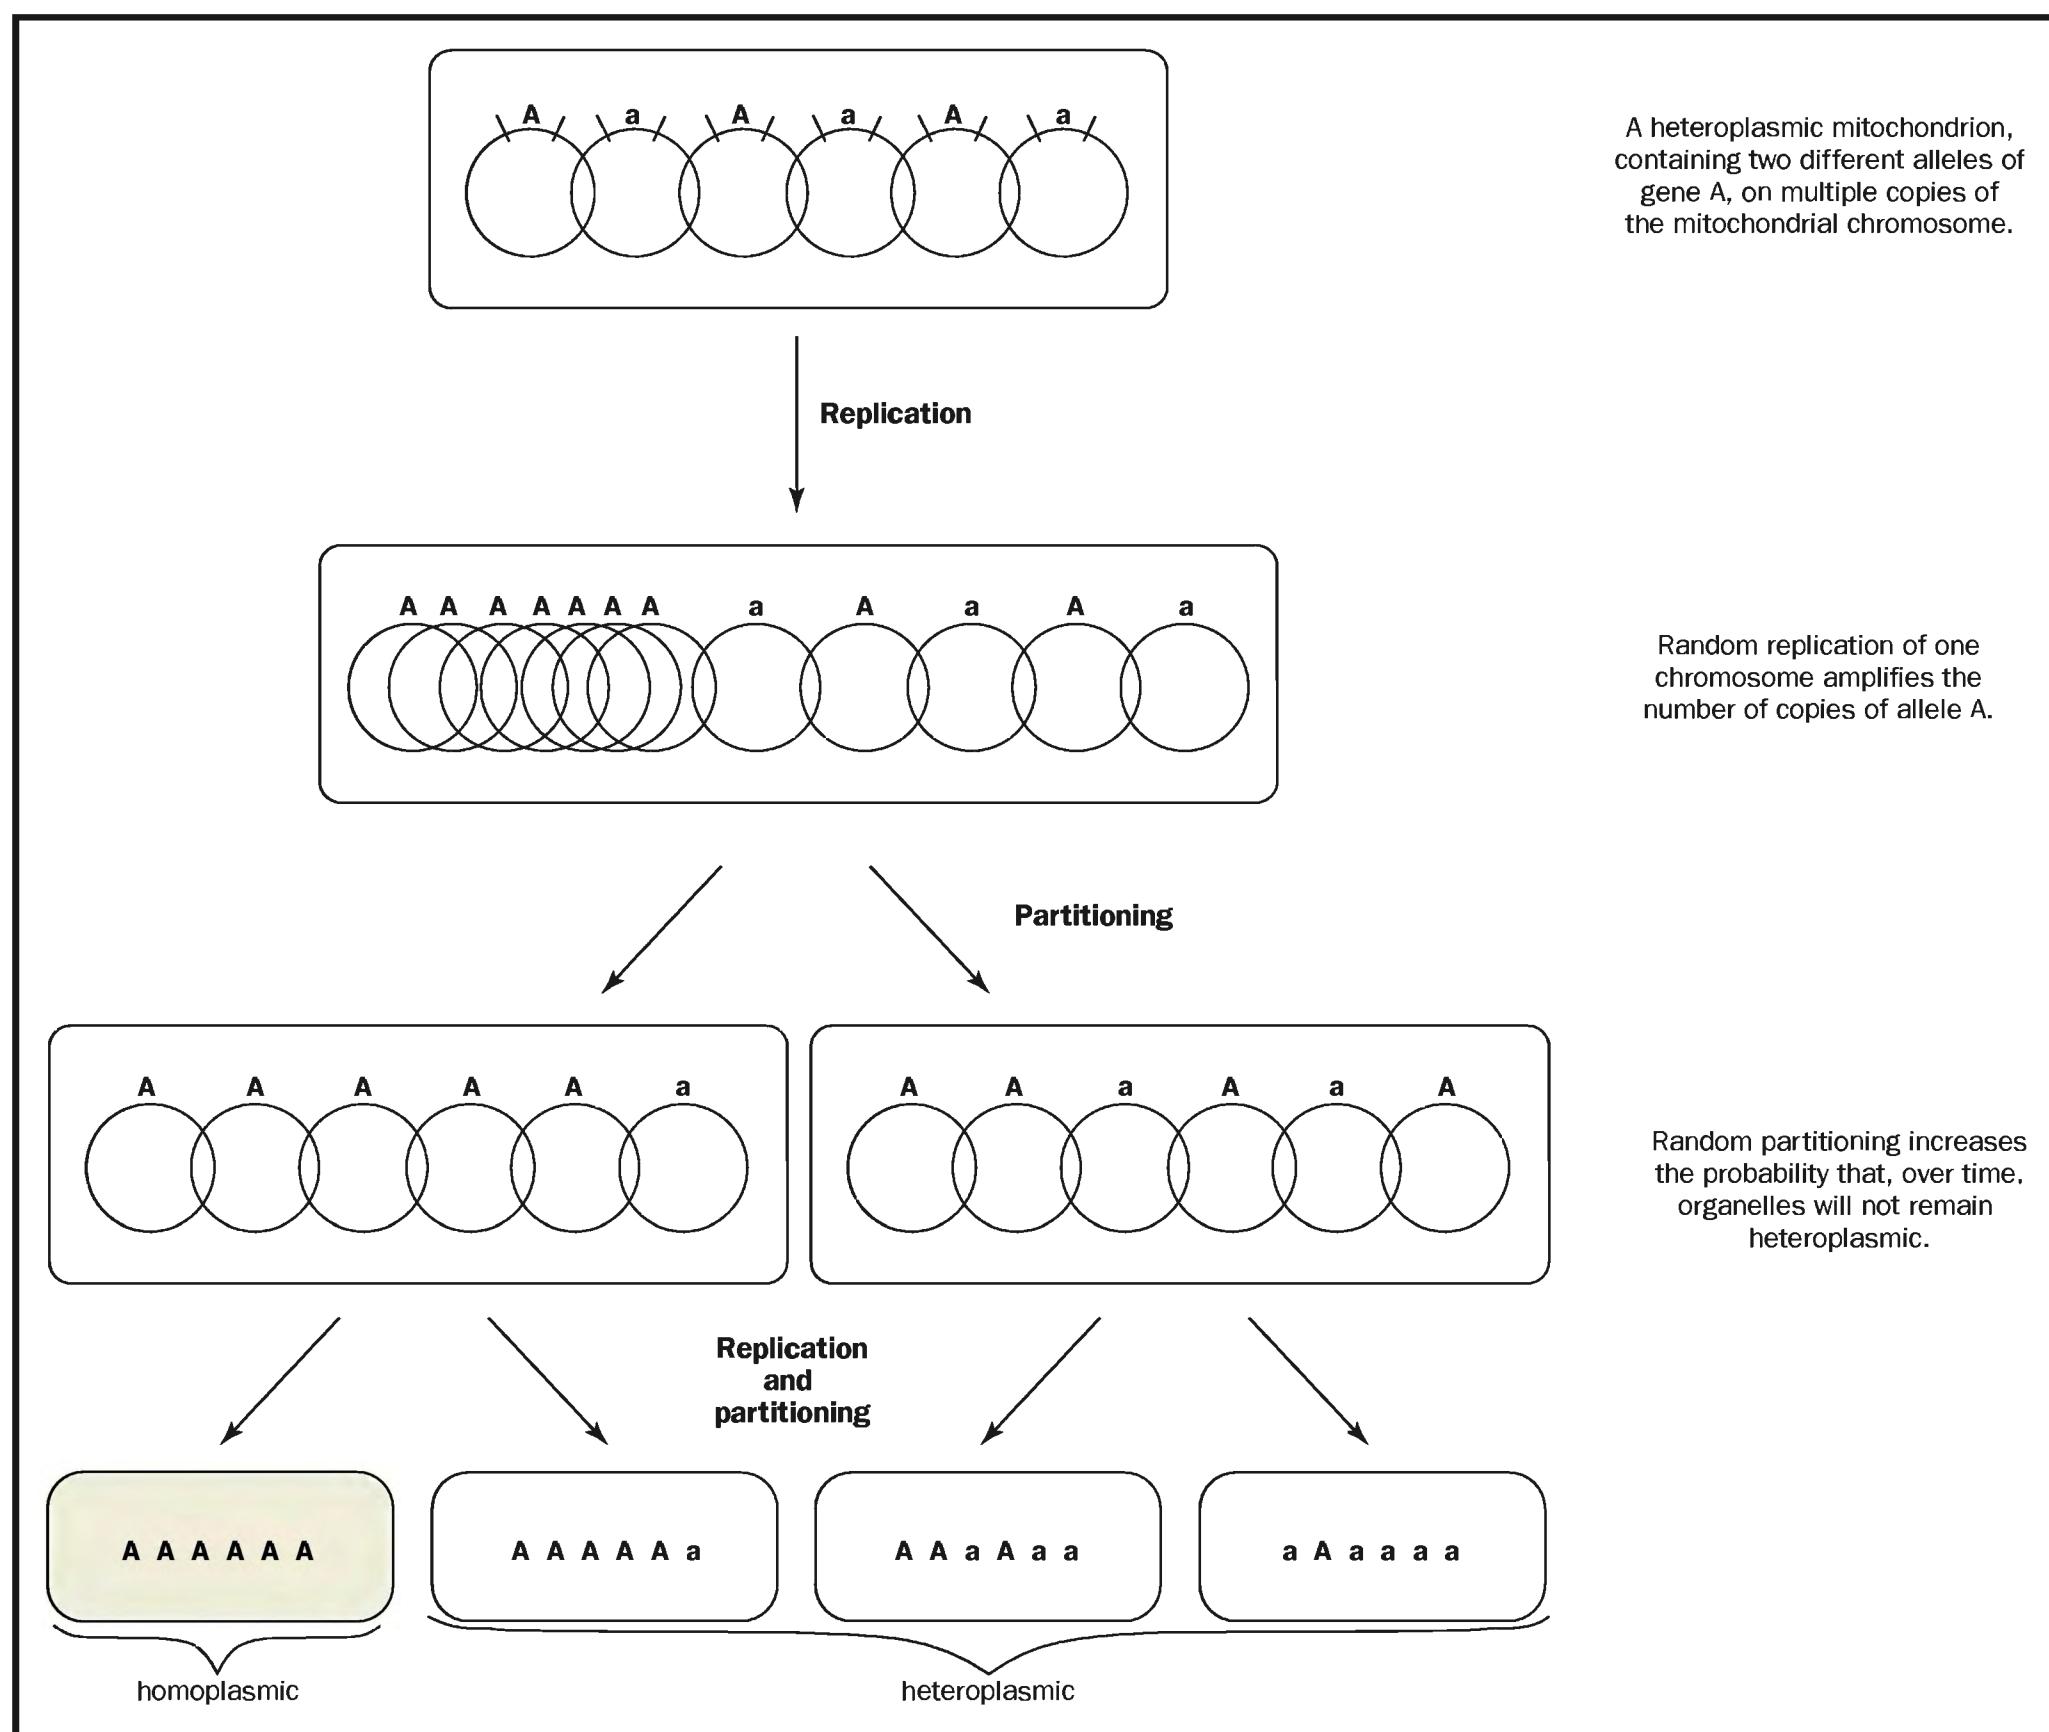 A a A a A a
A heteroplasmic mitochondrion,
containing two different alleles of
gene A, on multiple copies of
the mitochondrial chromosome.
Replication
A A A A A A A a A a A a
Random replication of one
chromosome amplifies the
number of copies of allele A.
Partitioning
A A A A A a
A A a A a A
Random partitioning increases
the probability that, over time,
organelles will not remain
heteroplasmic.
Replication
and
partitioning
A A A A A A
A A A A A a
A A a A a a
a A a a a a
homoplasmic
heteroplasmic